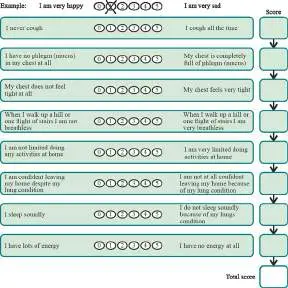 Example: I am very happy 0 1 2 3 4 5 I am very sad
Score
I never cough 0 1 2 3 4 5 I cough all the time
I have no phlegm (mucus) in my chest at all 0 1 2 3 4 5 My chest is completely full of phlegm (mucus)
My chest does not feel tight at all 0 1 2 3 4 5 My chest feels very tight
When I walk up a hill or one flight of stairs I am not breathless 0 1 2 3 4 5 When I walk up a hill or one flight of stairs I am very breathless
I am not limited doing any activities at home 0 1 2 3 4 5 I am very limited doing activities at home
I am confident leaving my home despite my lung condition 0 1 2 3 4 5 I am not at all confident leaving my home because of my lung condition
I sleep soundly 0 1 2 3 4 5 I do not sleep soundly because of my lungs condition
I have lots of energy 0 1 2 3 4 5 I have no energy at all
Total score